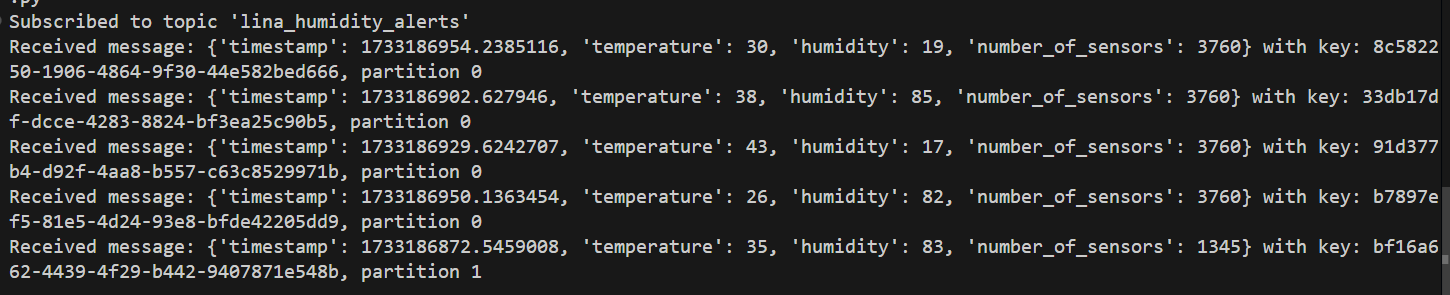 .py
Subscribed to topic 'lina_humidity_alerts'
Received message: {'timestamp': 1733186954.2385116, 'temperature': 30, 'humidity': 19, 'number_of_sensors': 3760} with key: 8c5822
50-1906-4864-9f30-44e582bed666, partition 0
Received message: {'timestamp': 1733186902.627946, 'temperature': 38, 'humidity': 85, 'number_of_sensors': 3760} with key: 33db17d
f-dcce-4283-8824-bf3ea25c90b5, partition 0
Received message: {'timestamp': 1733186929.6242707, 'temperature': 43, 'humidity': 17, 'number_of_sensors': 3760} with key: 91d377
b4-d92f-4aa8-b557-c63c8529971b, partition 0
Received message: {'timestamp': 1733186950.1363454, 'temperature': 26, 'humidity': 82, 'number_of_sensors': 3760} with key: b7897e
f5-81e5-4d24-93e8-bfde42205dd9, partition 0
Received message: {'timestamp': 1733186872.5459008, 'temperature': 35, 'humidity': 83, 'number_of_sensors': 1345} with key: bf16a6
62-4439-4f29-b442-9407871e548b, partition 1